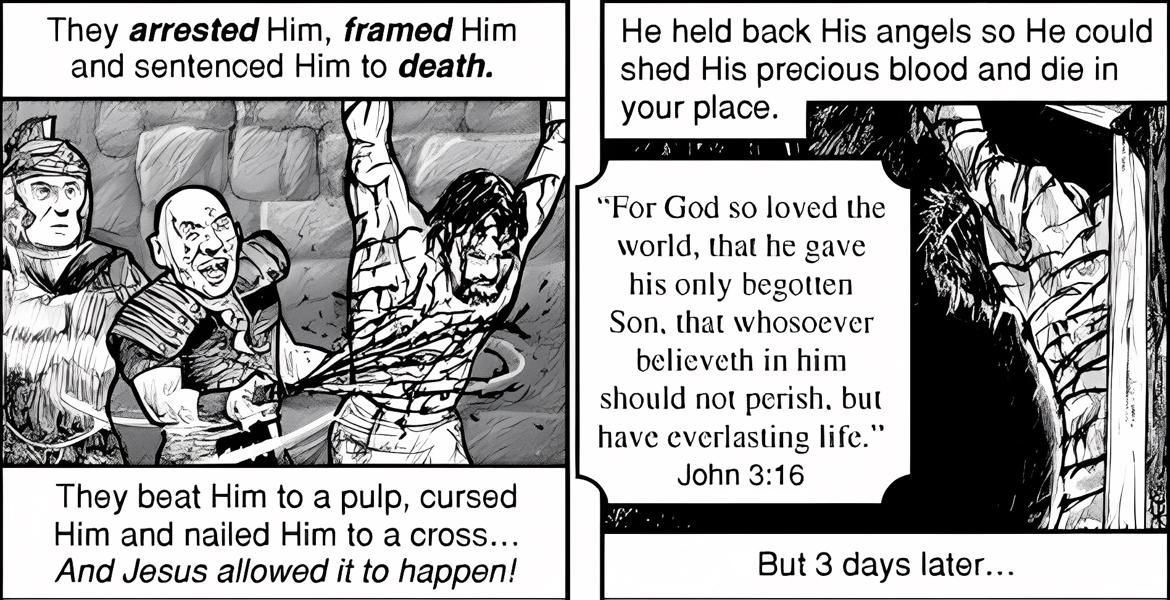 They arrested Him, framed Him
and sentenced Him to death.
They beat Him to a pulp, cursed
Him and nailed Him to a cross...
And Jesus allowed it to happen!
He held back His angels so He could
shed His precious blood and die in
your place.
“For God so loved the
world, that he gave
his only begotten
Son, that whosoever
believeth in him
should not perish, but
have everlasting life.”
John 3:16
But 3 days later...